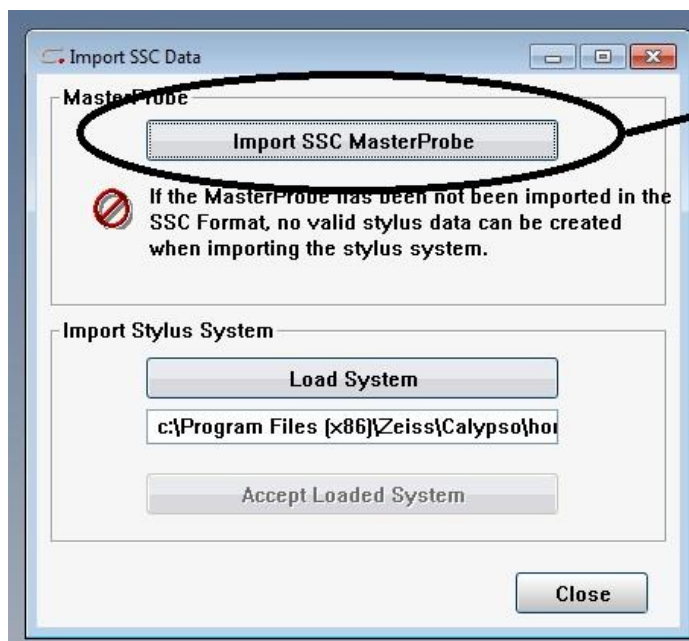 Import SSC Data
MasterProbe
Import SSC MasterProbe
If the MasterProbe has been not been imported in the
SSC Format, no valid stylus data can be created
when importing the stylus system.
Import Stylus System
Load System
c:\Program Files (x86)\Zeiss\Calypso\hor
Accept Loaded System
Close